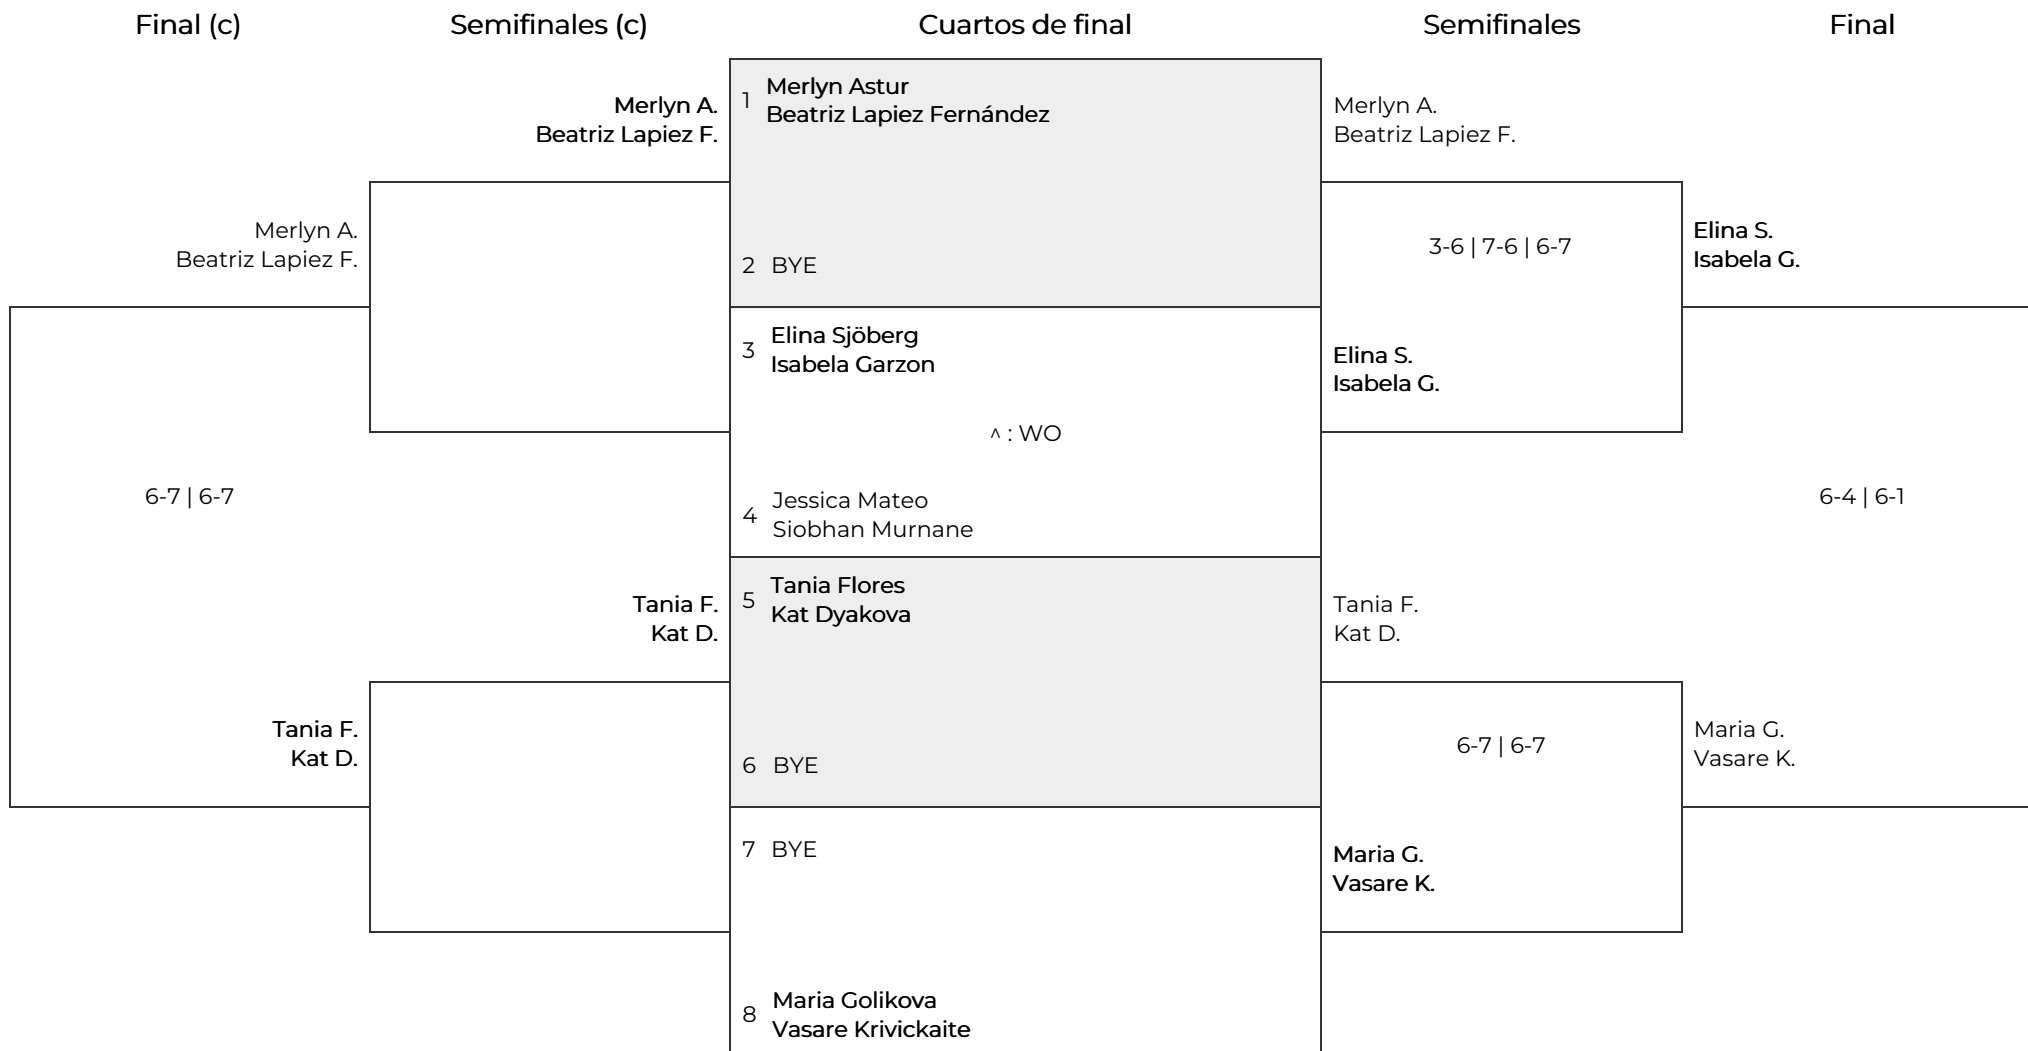 Final (c)
Semifinales (c)
Cuartos de final
Semifinales
Final
Merlyn A.
Beatriz Lapiez F.
1
Merlyn Astur
Beatriz Lapiez Fernández
Merlyn A.
Beatriz Lapiez F.
Merlyn A.
Beatriz Lapiez F.
2 BYE
3-6 | 7-6 | 6-7
Elina S.
Isabela G.
3
Elina Sjöberg
Isabela Garzon
Elina S.
Isabela G.
^ : WO
6-7 | 6-7
4
Jessica Mateo
Siobhan Murnane
6-4 | 6-1
Tania F.
Kat D.
5
Tania Flores
Kat Dyakova
Tania F.
Kat D.
Tania F.
Kat D.
6 BYE
6-7 | 6-7
Maria G.
Vasare K.
7 BYE
Maria G.
Vasare K.
8
Maria Golikova
Vasare Krivickaite